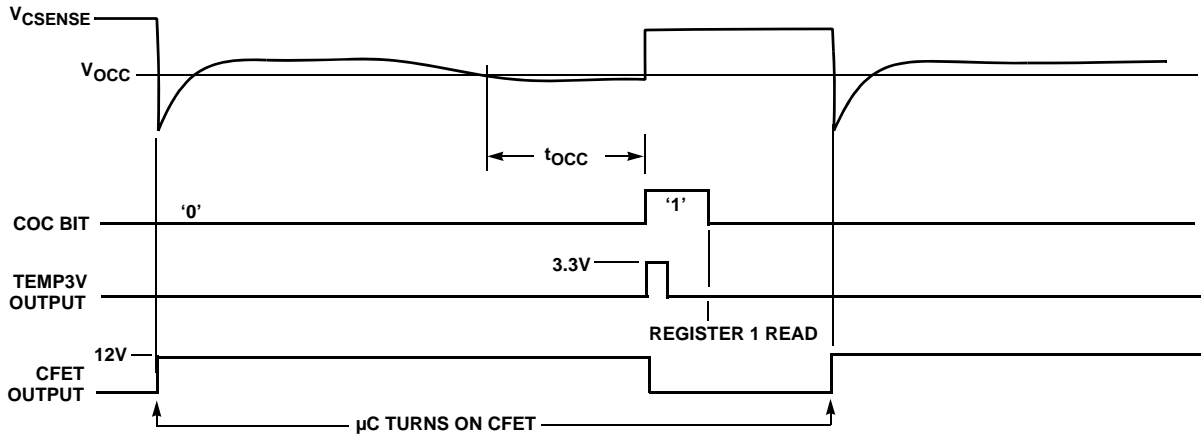 VCSENSE
VOCC
tOCC
COC BIT
‘0’
‘1’
3.3V
TEMP3V
OUTPUT
REGISTER 1 READ
12V
CFET
OUTPUT
µC TURNS ON CFET